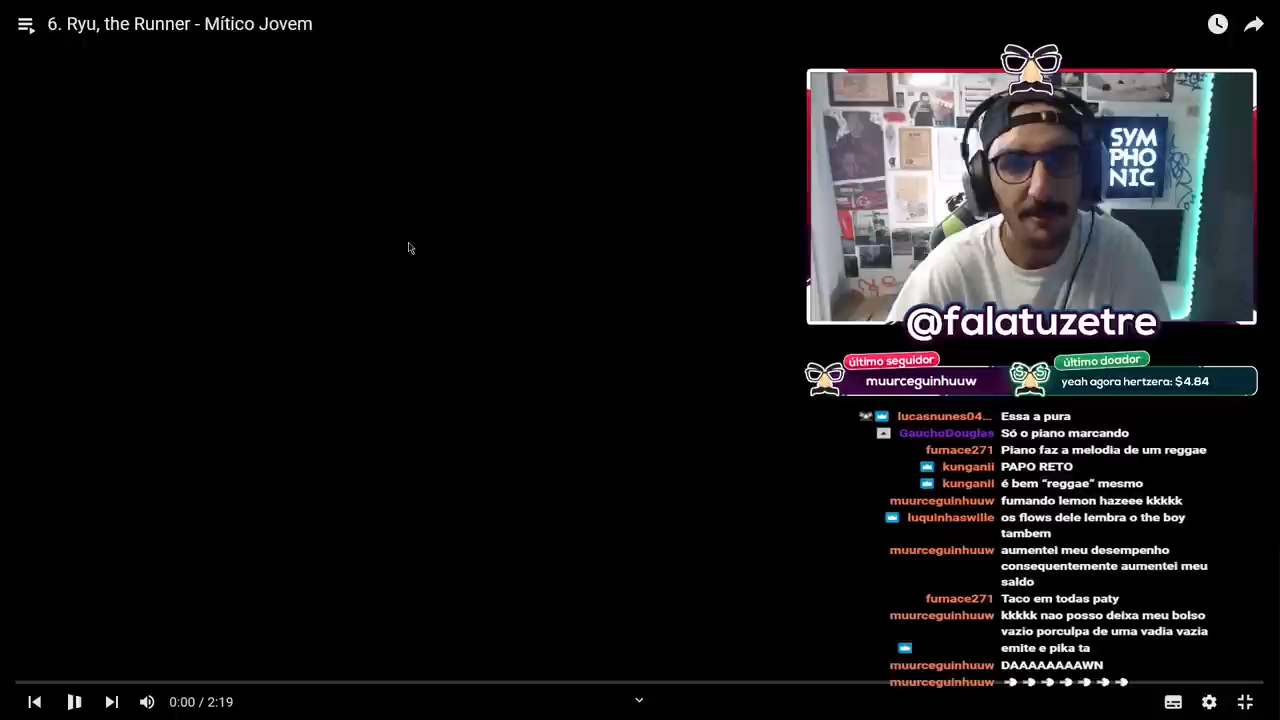 6. Ryu, the Runner - Mítico Jovem
SYM
PHO
NIC
@falatuzetre
último seguidor
muurceguinhuuw
último doador
yeah agora hertzera: $4.84
lucasnunes04... Essa a pura
GauchoDouglas Só o piano marcando
fumace271 Piano faz a melodia de um reggae
kunganii PAPO RETO
kunganii é bem “reggae” mesmo
muurceguinhuuw fumando lemon hazeee kkkkk
luquinhaswille os flows dele lembra o the boy
tambem
muurceguinhuuw aumentei meu desempenho
consequentemente aumentei meu
saldo
fumace271 Taco em todas paty
muurceguinhuuw kkkkk nao posso deixa meu bolso
vazio porculpa de uma vadia vazia
emite e pika ta
muurceguinhuuw DAAAAAAAAWN
muurceguinhuuw
0:00 / 2:19